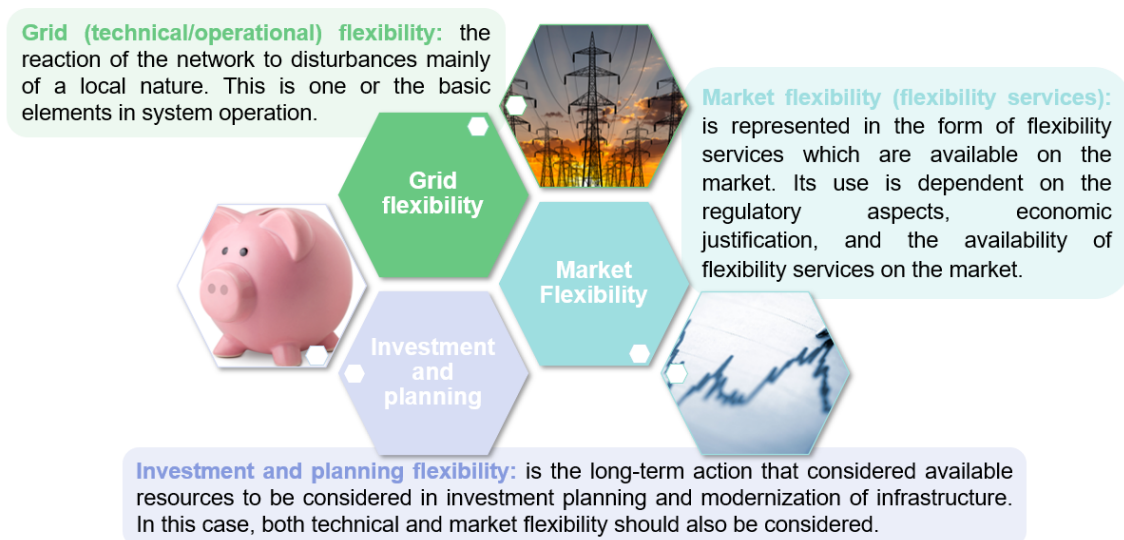 Grid (technical/operational) flexibility: the
reaction of the network to disturbances mainly
of a local nature. This is one or the basic
elements in system operation.
Market flexibility (flexibility services):
is represented in the form of flexibility
services which are available on the
market. Its use is dependent on the
regulatory aspects, economic
justification, and the availability of
flexibility services on the market.
Grid
flexibility
Market
Flexibility
Investment
and
planning
Investment and planning flexibility: is the long-term action that considered available
resources to be considered in investment planning and modernization of infrastructure.
In this case, both technical and market flexibility should also be considered.